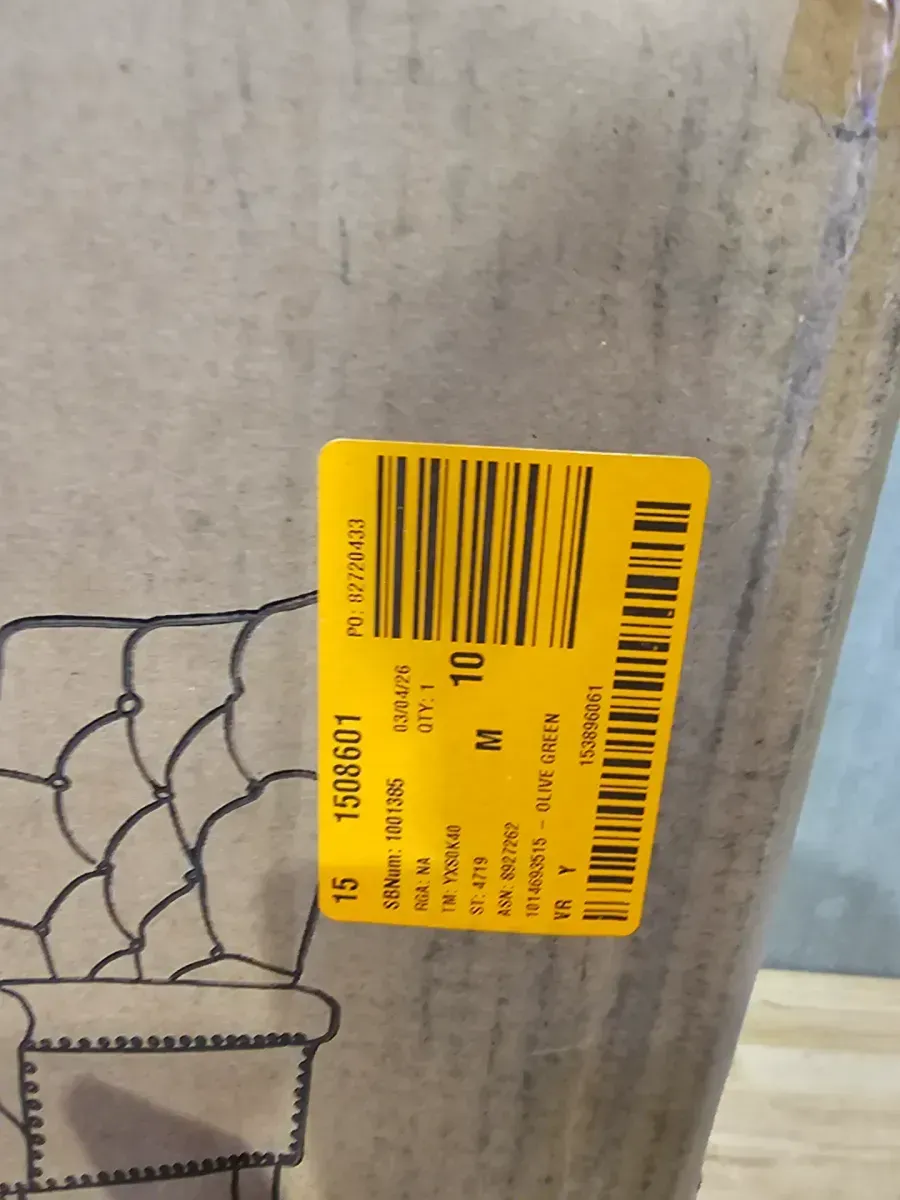 15 1508601
SBNum: 1001385 03/04/26 PO: 82720433
RGA: NA QTY: 1
TM: YXS0K40 10
ST: 4719 M
ASN: 8927262
1014693515 - OLIVE GREEN
VR Y 153896061